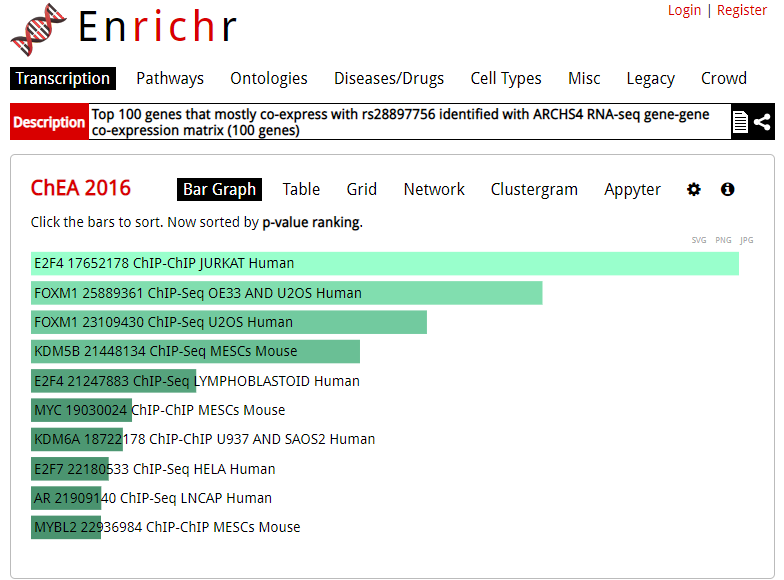 Enrichr
Login | Register
Transcription Pathways Ontologies Diseases/Drugs Cell Types Misc Legacy Crowd
Description Top 100 genes that mostly co-express with rs28897756 identified with ARCHS4 RNA-seq gene-gene
co-expression matrix (100 genes)
ChEA 2016 Bar Graph Table Grid Network Clustergram Appyter
Click the bars to sort. Now sorted by p-value ranking.
SVG PNG JPG
E2F4 17652178 ChIP-ChIP JURKAT Human
FOXM1 25889361 ChIP-Seq OE33 AND U2OS Human
FOXM1 23109430 ChIP-Seq U2OS Human
KDM5B 21448134 ChIP-Seq MESCs Mouse
E2F4 21247883 ChIP-Seq LYMPHOBLASTOID Human
MYC 19030024 ChIP-ChIP MESCs Mouse
KDM6A 18722178 ChIP-ChIP U937 AND SAOS2 Human
E2F7 22180533 ChIP-Seq HELA Human
AR 21909140 ChIP-Seq LNCAP Human
MYBL2 22936984 ChIP-ChIP MESCs Mouse